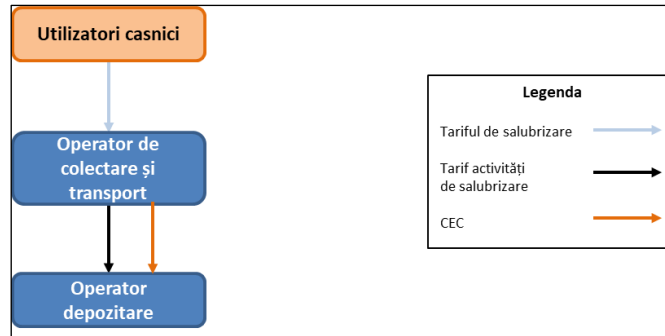 Utilizatori casnici
Operator de
colectare și
transport
Operator
depozitare
Legenda
Tariful de salubrizare
Tarif activități
de salubrizare
CEC